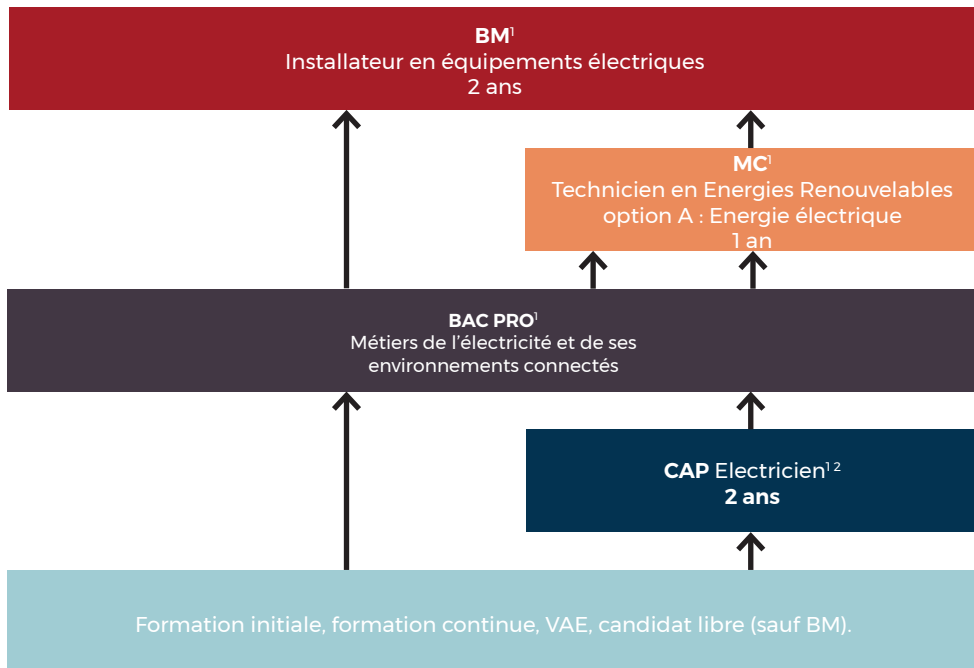 BM¹
Installateur en équipements électriques
2 ans
MC¹
Technicien en Energies Renouvelables
option A : Energie électrique
1 an
BAC PRO¹
Métiers de l'électricité et de ses
environnements connectés
CAP Electricien¹ ²
2 ans
Formation initiale, formation continue, VAE, candidat libre (sauf BM).